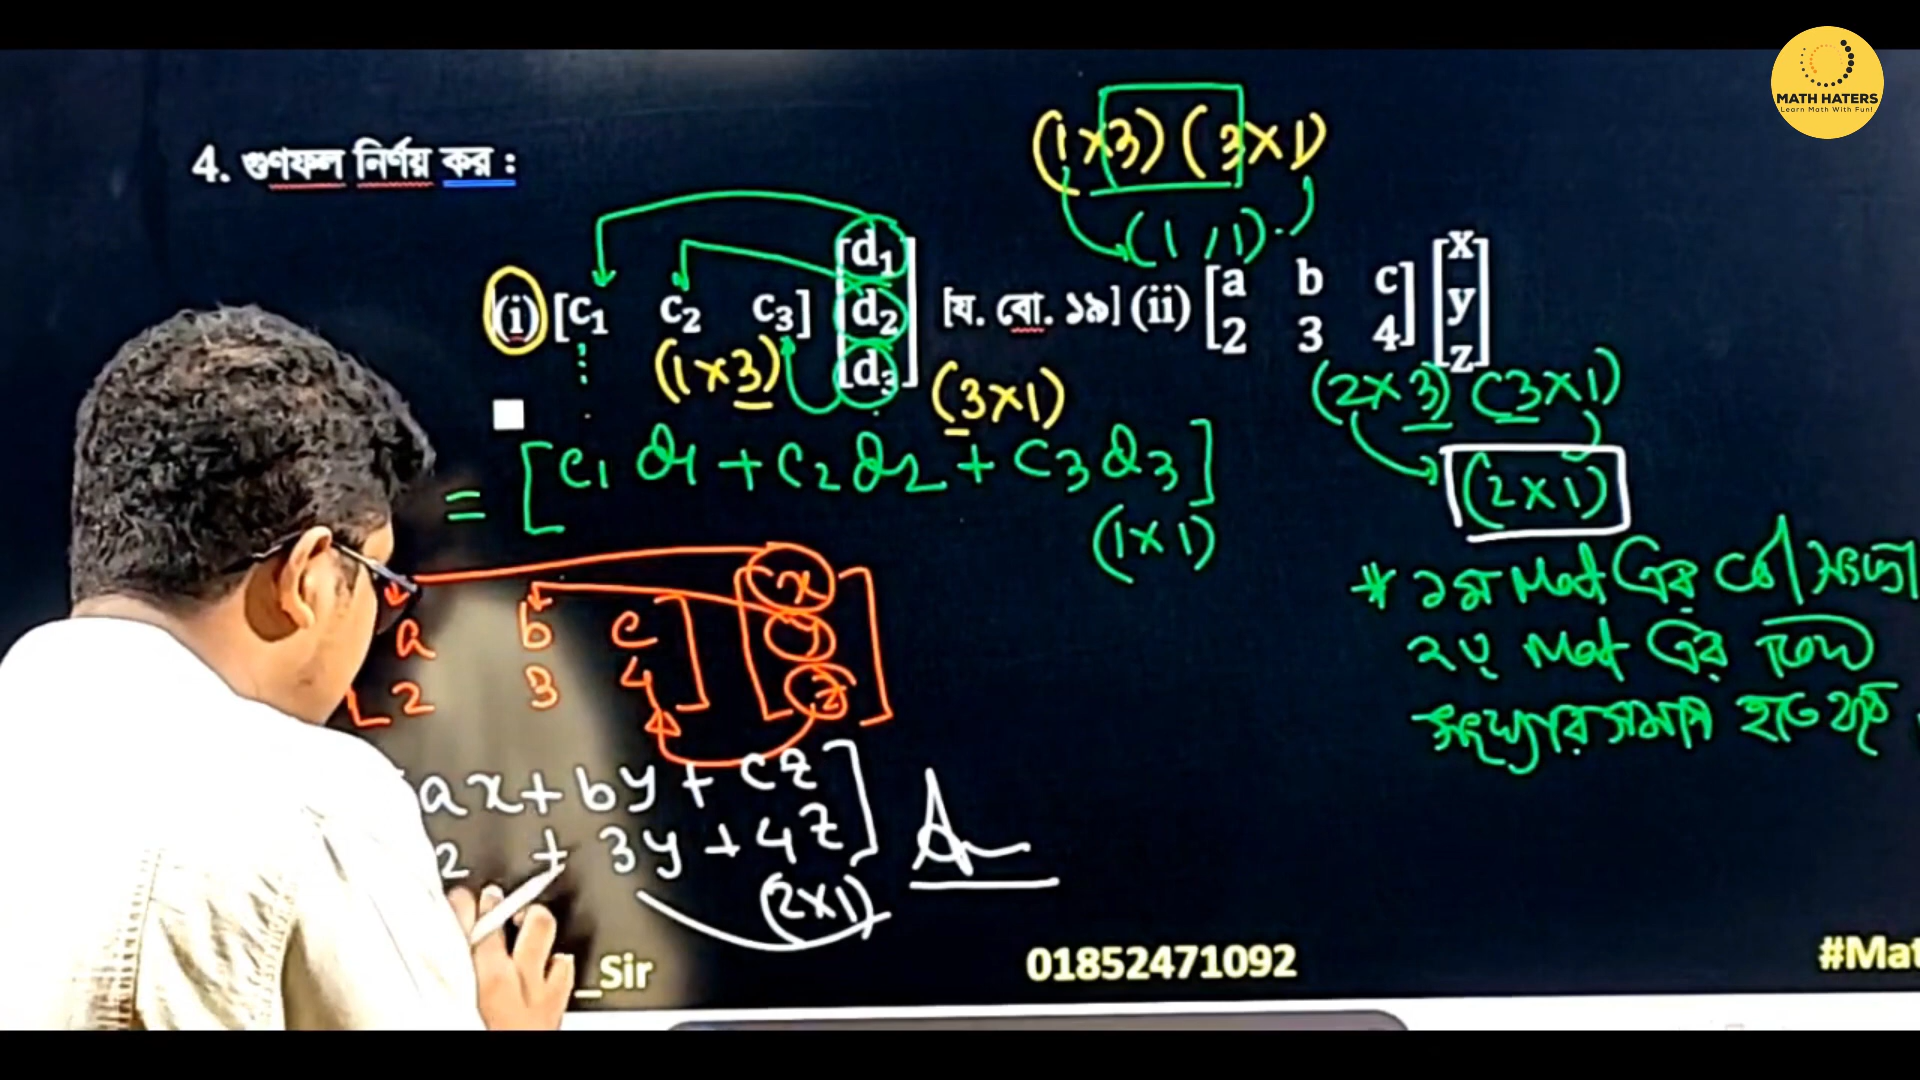 MATH HATERS
Learn Math With Fun!
(1×3) (3×1)
(1,1)
4. গুণফল নির্ণয় কর :
(i) [c₁ c₂ c₃] [d₁ d₂ d₃] [য. বো. ১৯] (ii) [a b c 2 3 4] [x y z]
(1×3) (3×1) (2×3) (3×1)
= [c₁d₁ + c₂d₂ + c₃d₃]
(1×1)
(2×1)
a b c x
y
2 3 4 z
* ১ম Mat এর
২য় Mat এর
সংখ্যার সমান হতে হবে
ax + by + cz
2 + 3y + 4z
(2×1)
_Sir
01852471092
#Mat